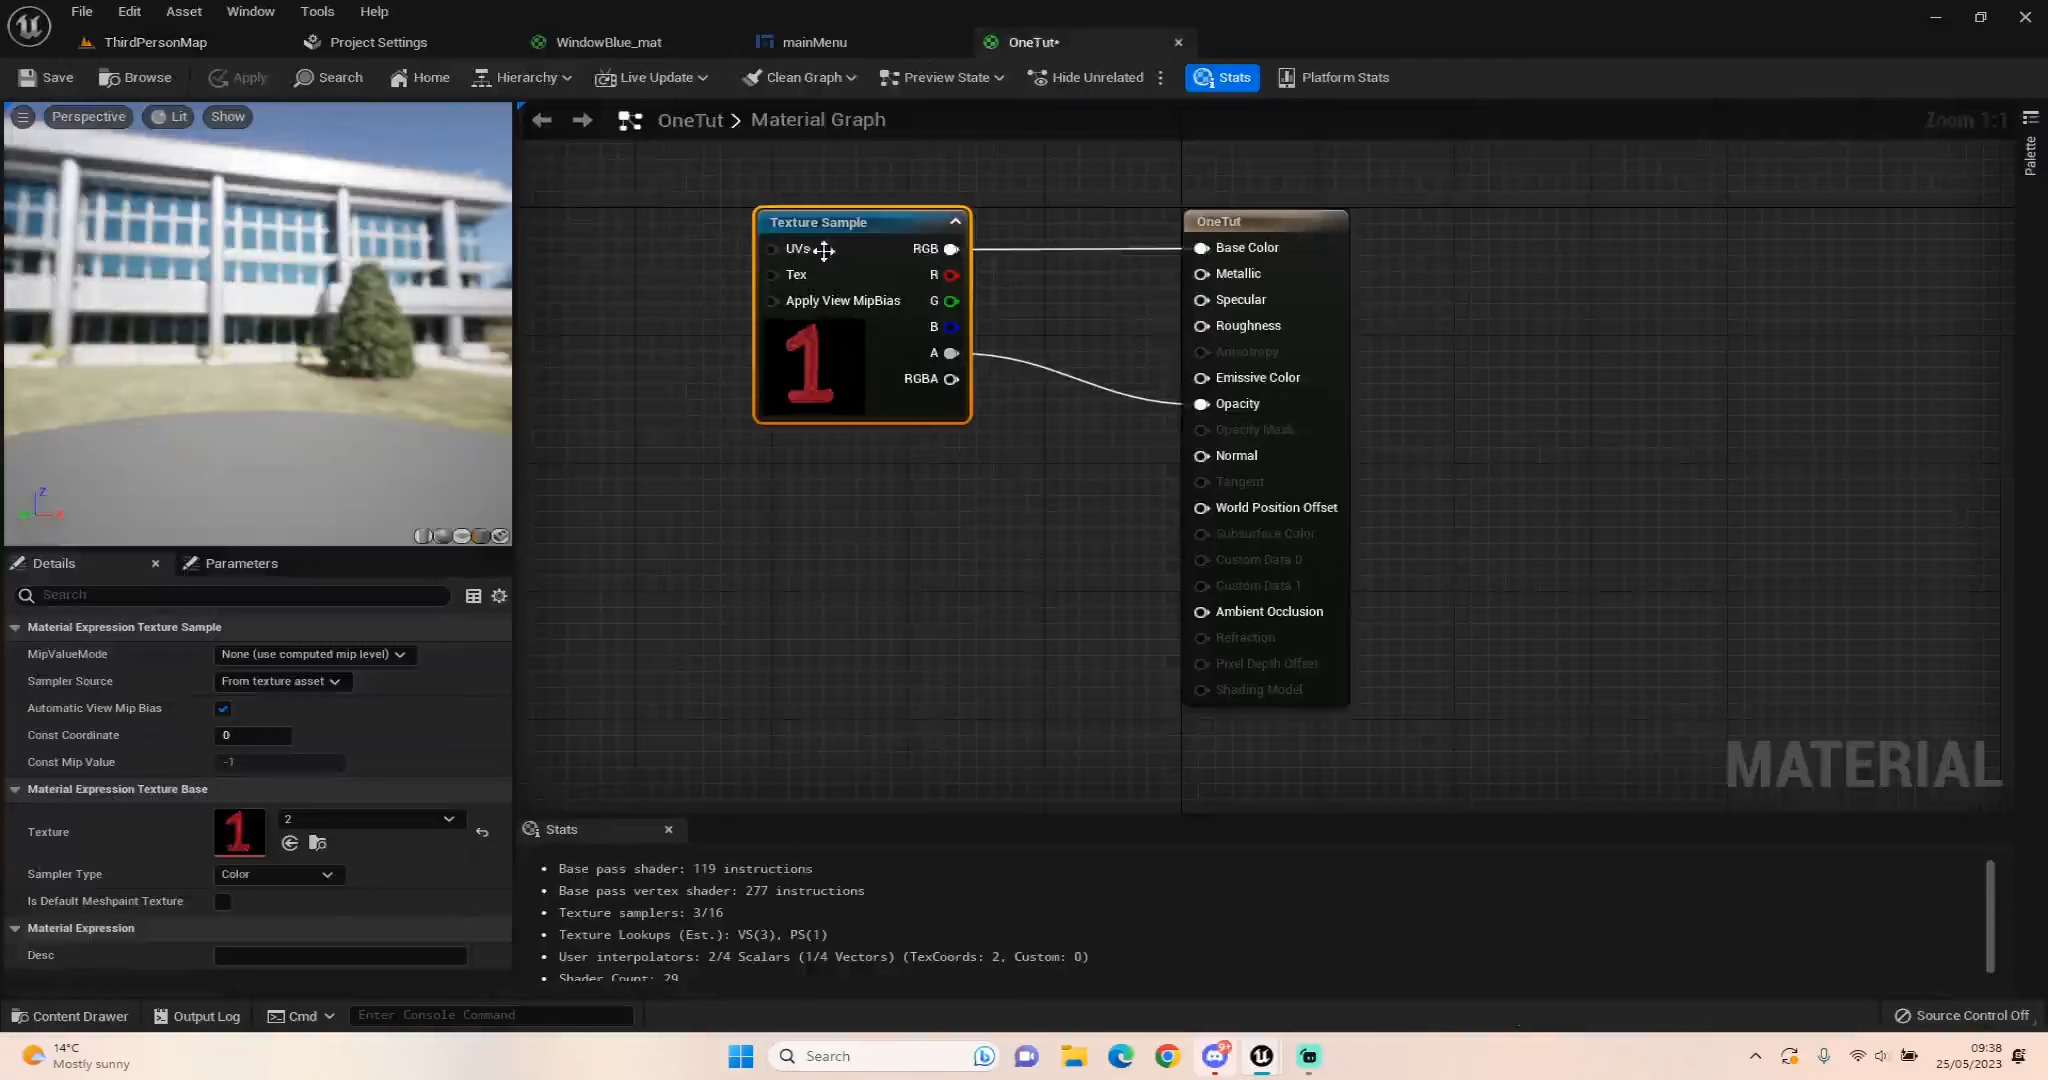 File Edit Asset Window Tools Help
ThirdPersonMap Project Settings WindowBlue_mat mainMenu OneTut*
Save Browse Apply Search Home Hierarchy Live Update Clean Graph Preview State Hide Unrelated Stats Platform Stats
Perspective Lit Show
OneTut > Material Graph
Zoom 1:1
Palette
Texture Sample
UVs
Tex
Apply View MipBias
RGB
R
G
B
A
RGBA
1
OneTut
Base Color
Metallic
Specular
Roughness
Anisotropy
Emissive Color
Opacity
Opacity Mask
Normal
Tangent
World Position Offset
Subsurface Color
Custom Data 0
Custom Data 1
Ambient Occlusion
Refraction
Pixel Depth Offset
Shading Model
MATERIAL
Z
X
Details Parameters
Search
Material Expression Texture Sample
MipValueMode None (use computed mip level)
Sampler Source From texture asset
Automatic View Mip Bias
Const Coordinate 0
Const Mip Value -1
Material Expression Texture Base
Texture 1 2
Sampler Type Color
Is Default Meshpaint Texture
Material Expression
Desc
Stats
• Base pass shader: 119 instructions
• Base pass vertex shader: 277 instructions
• Texture samplers: 3/16
• Texture Lookups (Est.): VS(3), PS(1)
• User interpolators: 2/4 Scalars (1/4 Vectors) (TexCoords: 2, Custom: 0)
• Shader Count: 29
Content Drawer Output Log Cmd Enter Console Command Source Control Off
14°C
Mostly sunny
Search
9+
09:38
25/05/2023